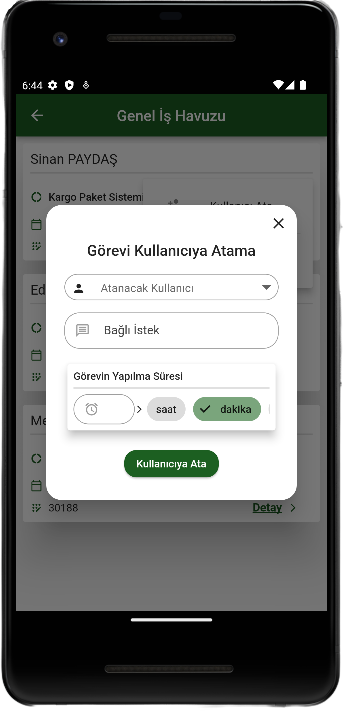 6:44
Genel İş Havuzu
Sinan PAYDAŞ
Kargo Paket Sistemi
Kullanıcı Ata
Görevi Kullanıcıya Atama
Atanacak Kullanıcı
Ed
Bağlı İstek
Görevin Yapılma Süresi
saat
dakika
Me
Kullanıcıya Ata
30188
Detay